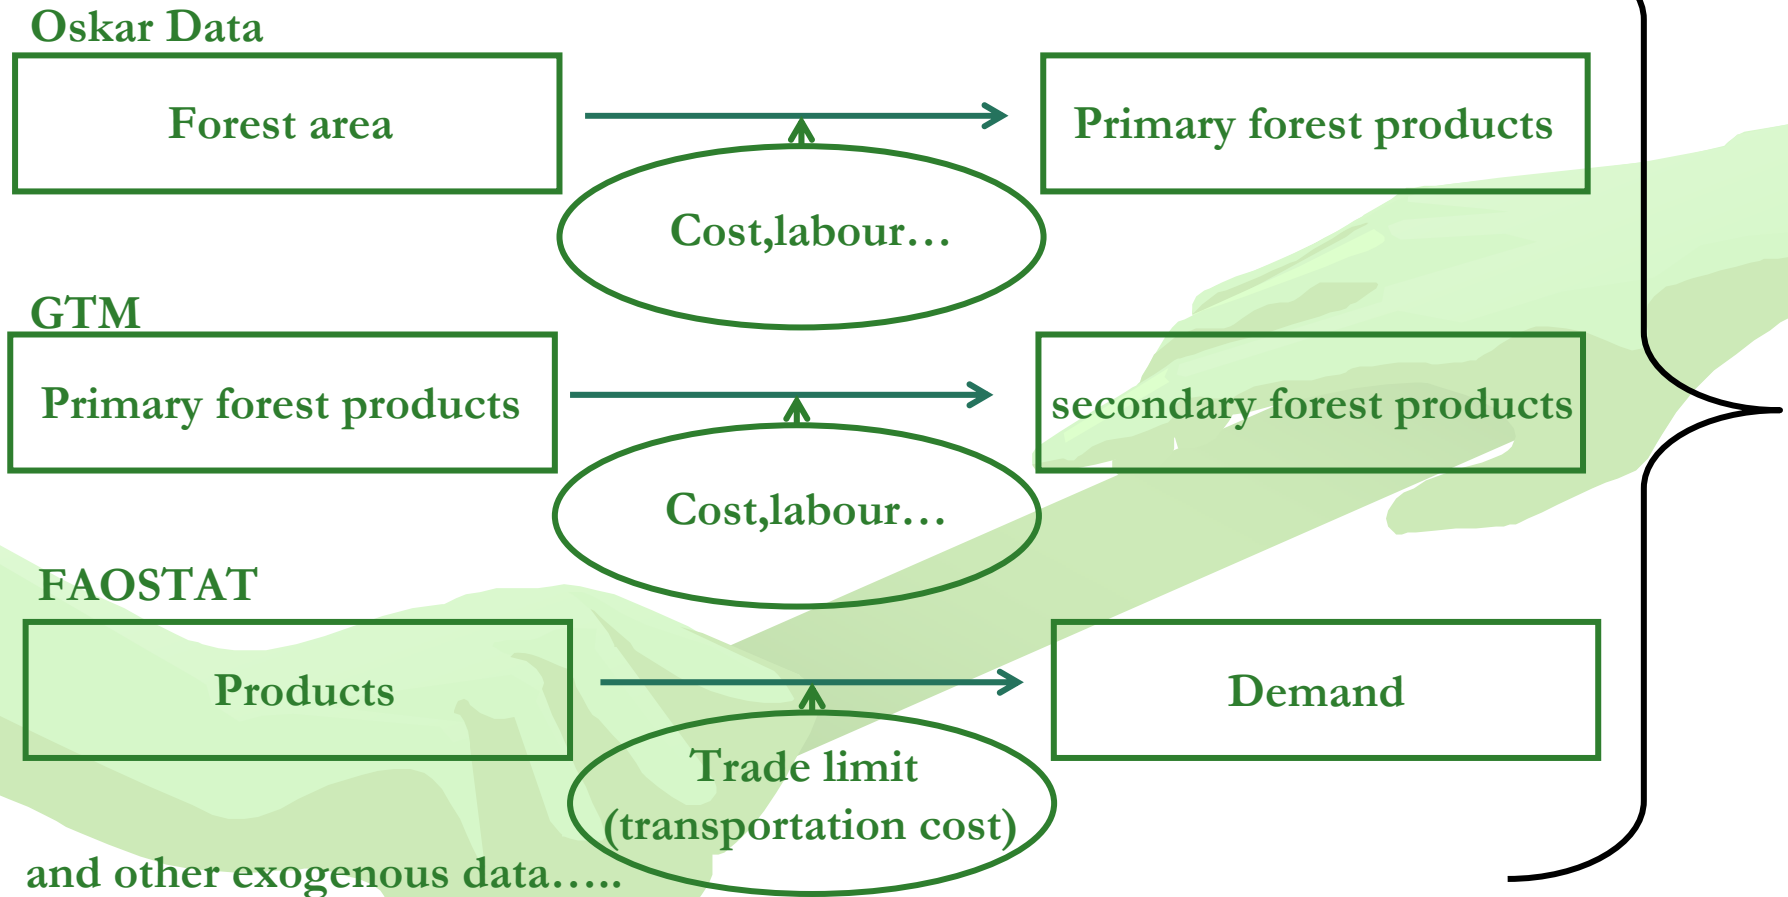 Oskar Data
Forest area
Primary forest products
Cost,labour…
GTM
Primary forest products
secondary forest products
Cost,labour…
FAOSTAT
Products
Demand
Trade limit
(transportation cost)
and other exogenous data…..